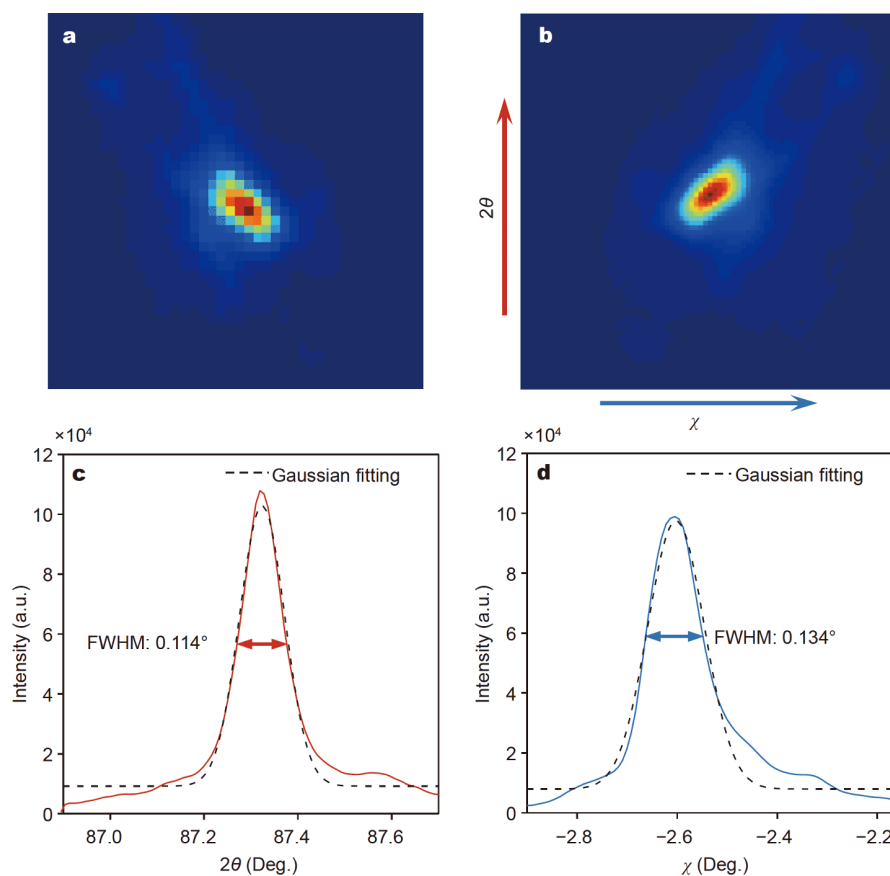 a
b
2θ
χ
×10⁴
12
10
8
6
4
2
0
c
Gaussian fitting
FWHM: 0.114°
Intensity (a.u.)
87.0
87.2
87.4
87.6
2θ (Deg.)
×10⁴
12
10
8
6
4
2
0
d
Gaussian fitting
FWHM: 0.134°
Intensity (a.u.)
−2.8
−2.6
−2.4
−2.2
χ (Deg.)